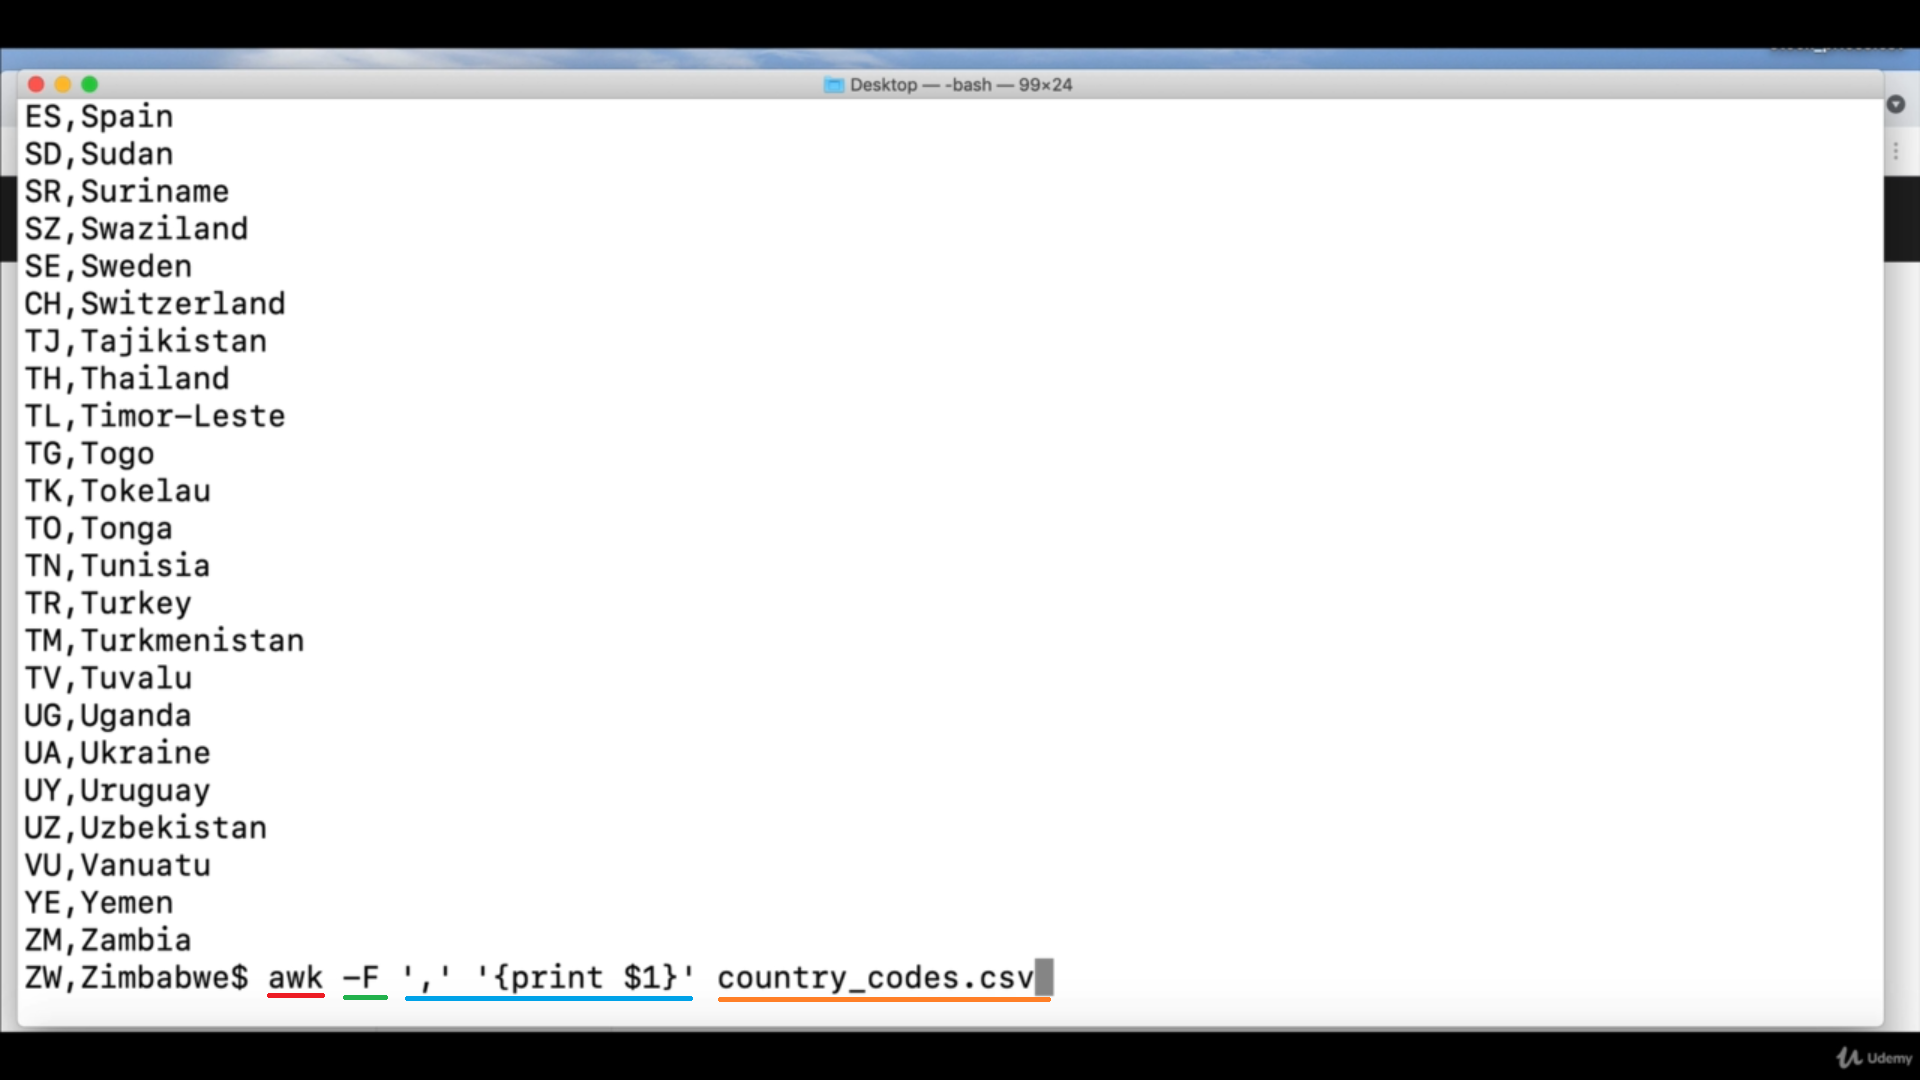 Desktop — -bash — 99×24
ES,Spain
SD,Sudan
SR,Suriname
SZ,Swaziland
SE,Sweden
CH,Switzerland
TJ,Tajikistan
TH,Thailand
TL,Timor-Leste
TG,Togo
TK,Tokelau
TO,Tonga
TN,Tunisia
TR,Turkey
TM,Turkmenistan
TV,Tuvalu
UG,Uganda
UA,Ukraine
UY,Uruguay
UZ,Uzbekistan
VU,Vanuatu
YE,Yemen
ZM,Zambia
ZW,Zimbabwe$ awk -F ',' '{print $1}' country_codes.csv
Udemy